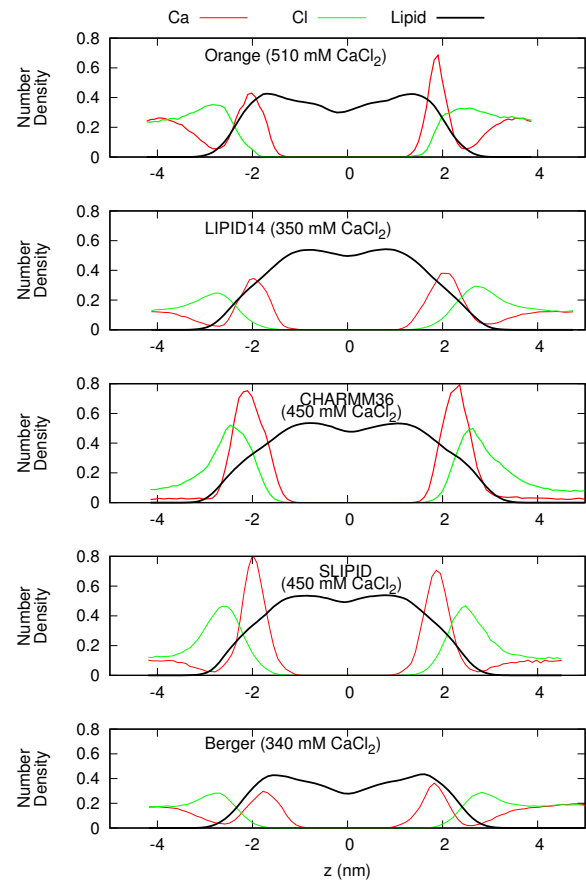 Ca Cl Lipid
Number
Density
0.8
0.6
0.4
0.2
0
Orange (510 mM CaCl2)
-4 -2 0 2 4
Number
Density
0.8
0.6
0.4
0.2
0
LIPID14 (350 mM CaCl2)
-4 -2 0 2 4
Number
Density
0.8
0.6
0.4
0.2
0
CHARMM36
(450 mM CaCl2)
-4 -2 0 2 4
Number
Density
0.8
0.6
0.4
0.2
0
SLIPID
(450 mM CaCl2)
-4 -2 0 2 4
Number
Density
0.8
0.6
0.4
0.2
0
Berger (340 mM CaCl2)
-4 -2 0 2 4
z (nm)